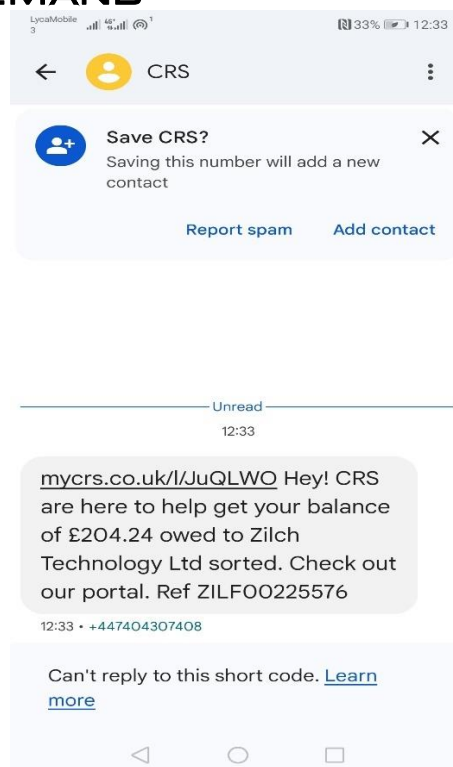 LycaMobile
3
4G+
1
33%
12:33
CRS
Save CRS?
Saving this number will add a new
contact
Report spam
Add contact
Unread
12:33
mycrs.co.uk/l/JuQLWO Hey! CRS
are here to help get your balance
of £204.24 owed to Zilch
Technology Ltd sorted. Check out
our portal. Ref ZILF00225576
12:33 • +447404307408
Can't reply to this short code. Learn
more